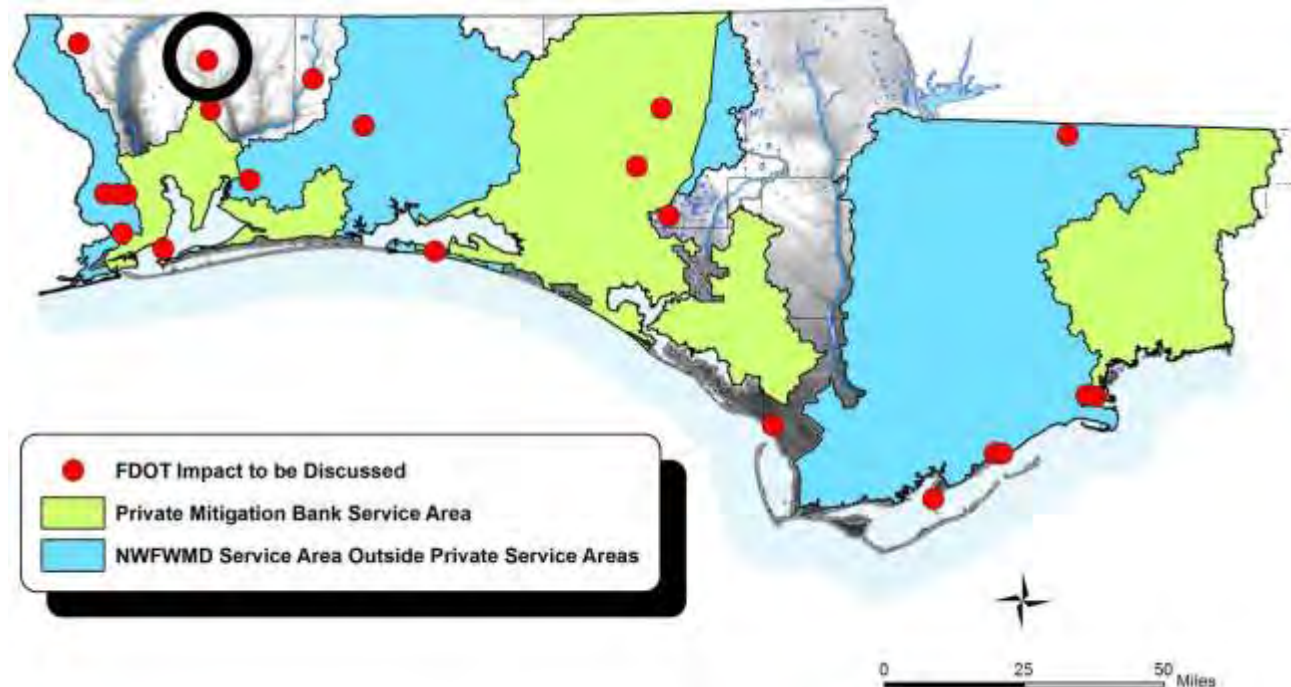 FDOT Impact to be Discussed
Private Mitigation Bank Service Area
NWFWMD Service Area Outside Private Service Areas
0 25 50
Miles